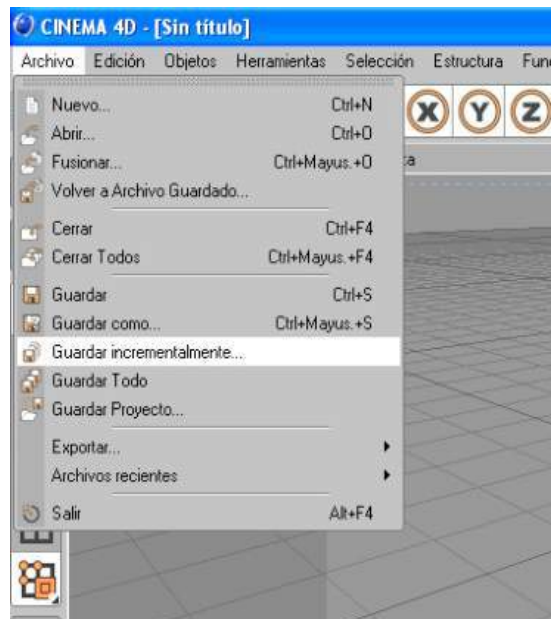 CINEMA 4D - [Sin título]
Archivo Edición Objetos Herramientas Selección Estructura Fun
X Y Z
Nuevo... Ctrl+N
Abrir... Ctrl+O
Fusionar... Ctrl+Mayus.+O
Volver a Archivo Guardado...
Cerrar Ctrl+F4
Cerrar Todos Ctrl+Mayus.+F4
Guardar Ctrl+S
Guardar como... Ctrl+Mayus.+S
Guardar incrementalmente...
Guardar Todo
Guardar Proyecto...
Exportar...
Archivos recientes
Salir Alt+F4